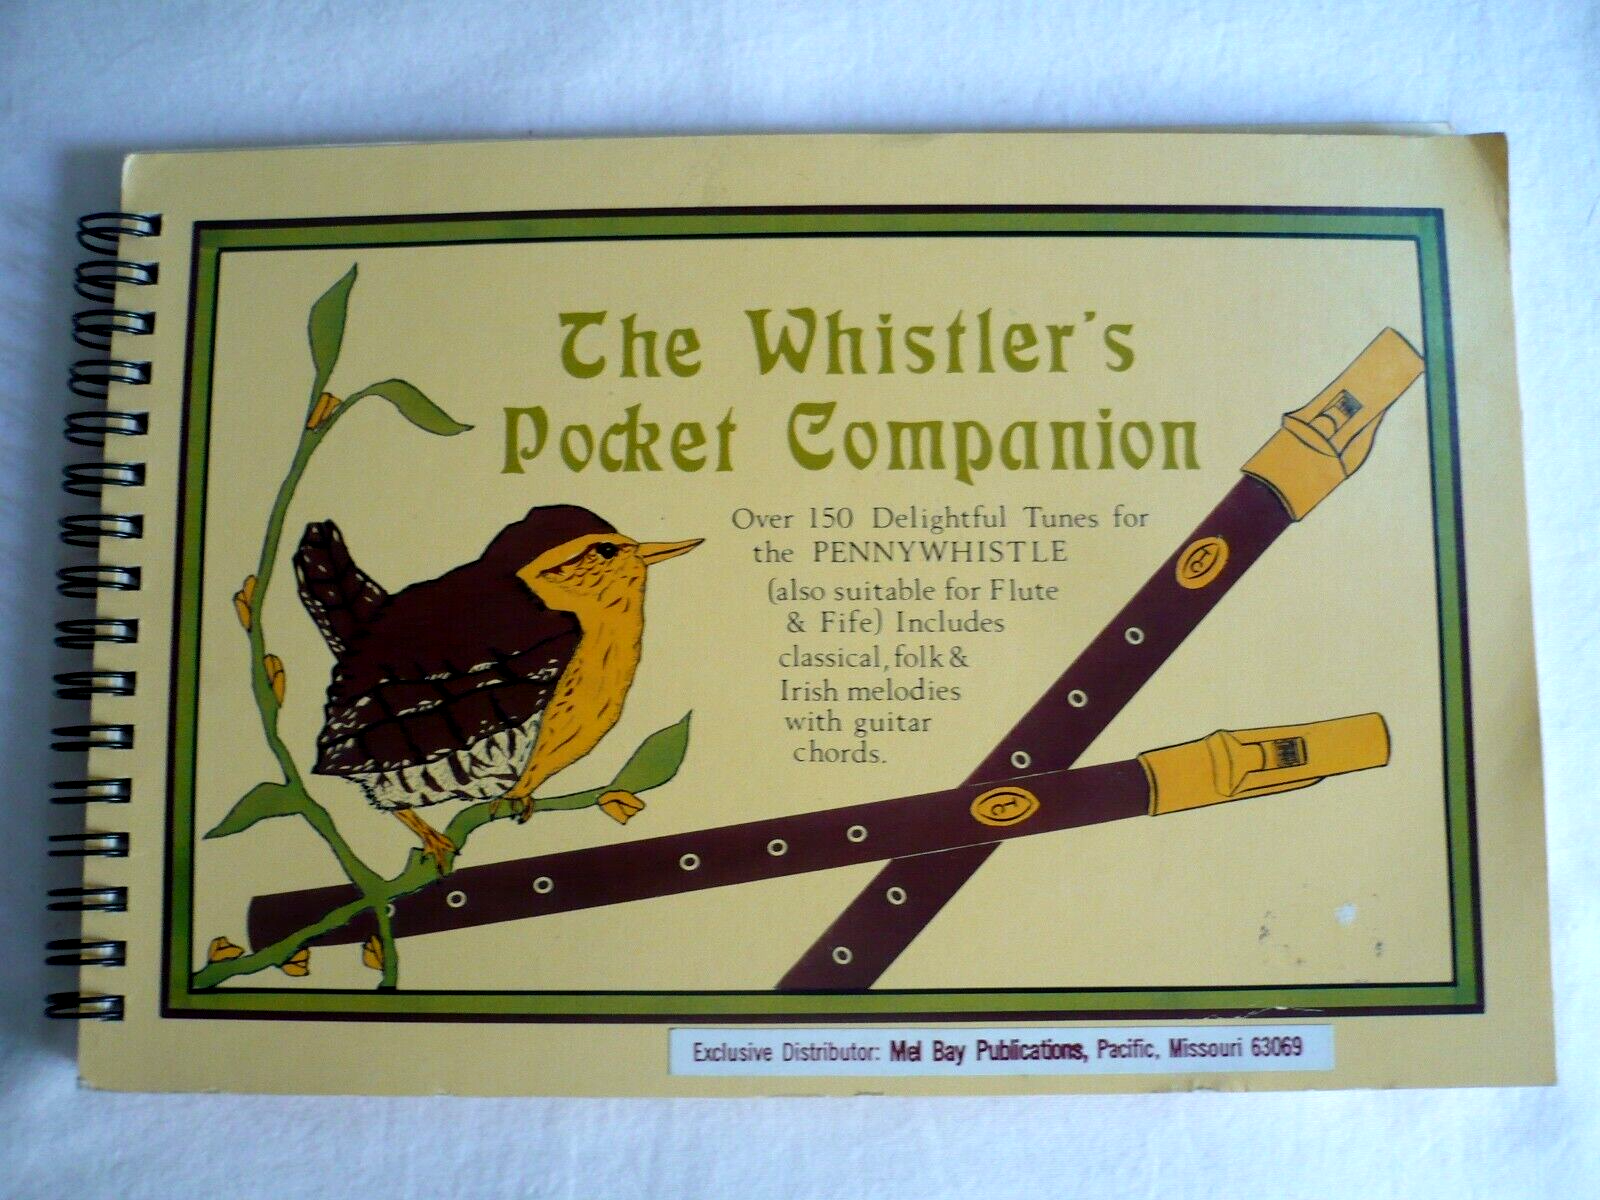 The Whistler's
Pocket Companion
Over 150 Delightful Tunes for
the PENNYWHISTLE
(also suitable for Flute
& Fife) Includes
classical, folk &
Irish melodies
with guitar
chords.
Exclusive Distributor: Mel Bay Publications, Pacific, Missouri 63069